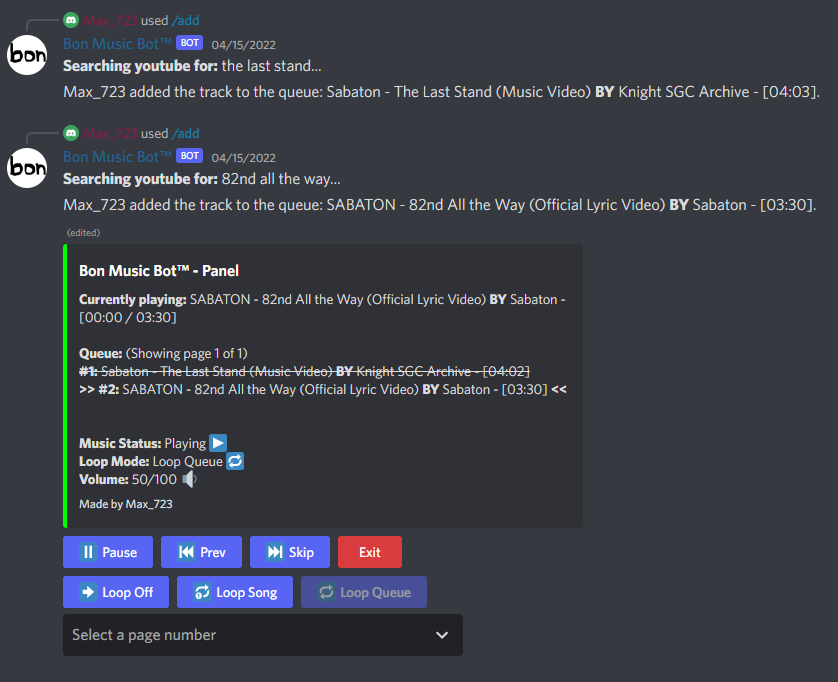 Max_723 used /add
bon
Bon Music Bot™ BOT 04/15/2022
Searching youtube for: the last stand...
Max_723 added the track to the queue: Sabaton - The Last Stand (Music Video) BY Knight SGC Archive - [04:03].
Max_723 used /add
bon
Bon Music Bot™ BOT 04/15/2022
Searching youtube for: 82nd all the way...
Max_723 added the track to the queue: SABATON - 82nd All the Way (Official Lyric Video) BY Sabaton - [03:30].
(edited)
Bon Music Bot™ - Panel
Currently playing: SABATON - 82nd All the Way (Official Lyric Video) BY Sabaton -
[00:00 / 03:30]
Queue: (Showing page 1 of 1)
#1: Sabaton - The Last Stand (Music Video) BY Knight SGC Archive - [04:02]
>> #2: SABATON - 82nd All the Way (Official Lyric Video) BY Sabaton - [03:30] <<
Music Status: Playing
Loop Mode: Loop Queue
Volume: 50/100
Made by Max_723
Pause Prev Skip Exit
Loop Off Loop Song Loop Queue
Select a page number